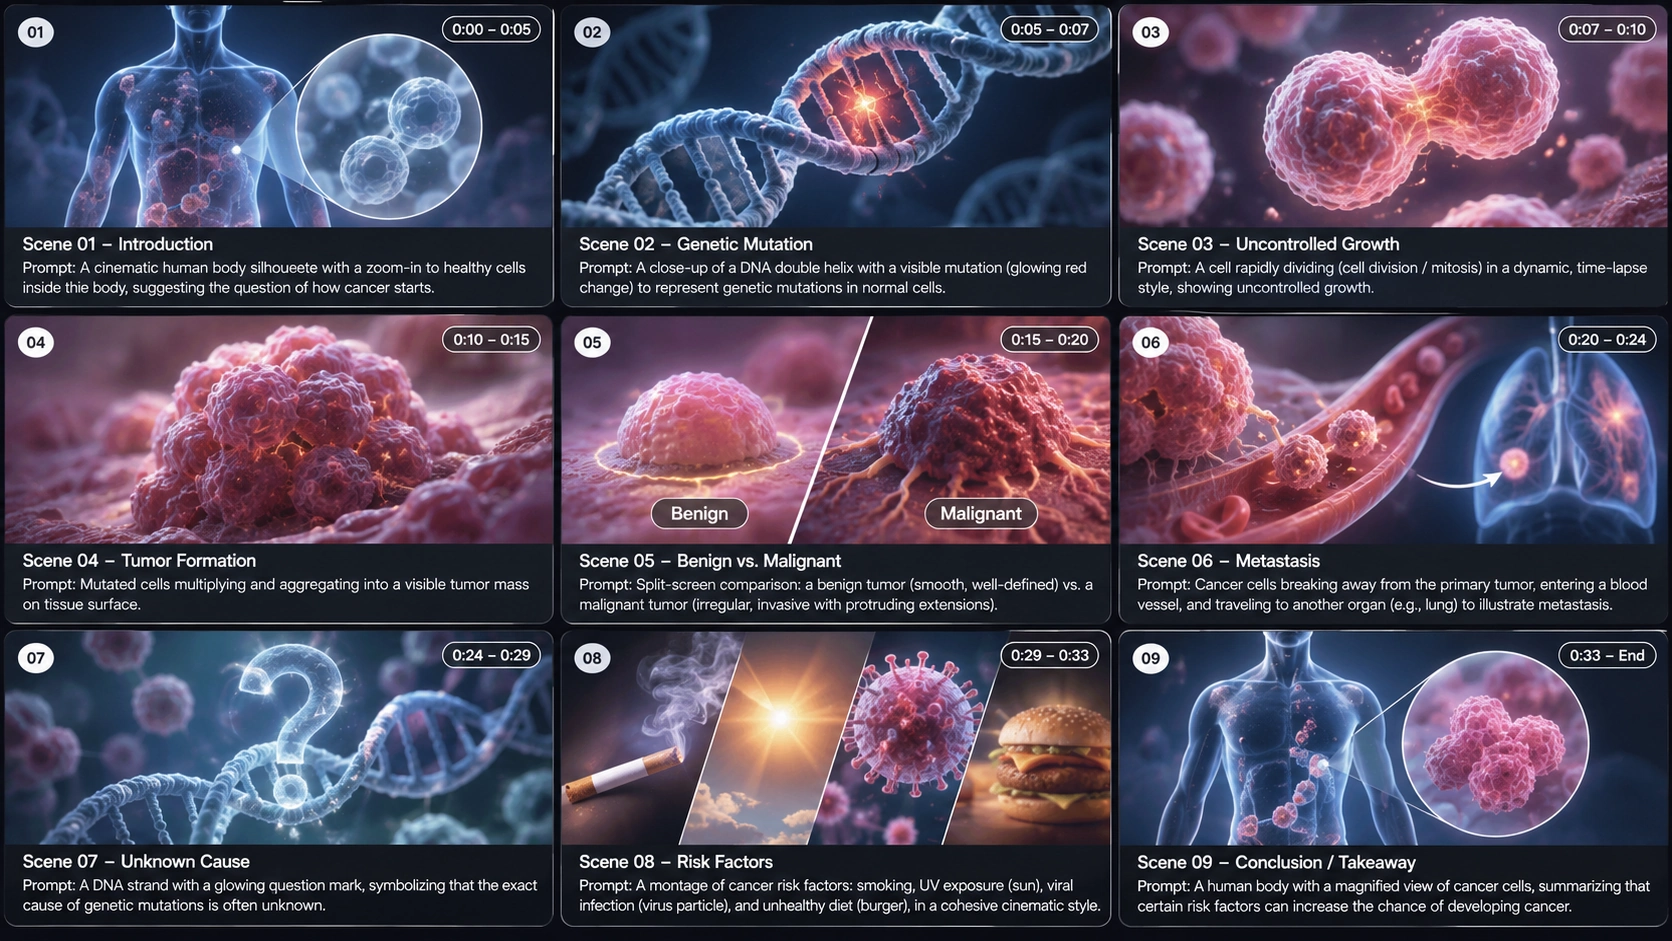 01
0:00 – 0:05
Scene 01 – Introduction
Prompt: A cinematic human body silhoueete with a zoom-in to healthy cells
inside thie body, suggesting the question of how cancer starts.
02
0:05 – 0:07
Scene 02 – Genetic Mutation
Prompt: A close-up of a DNA double helix with a visible mutation (glowing red
change) to represent genetic mutations in normal cells.
03
0:07 – 0:10
Scene 03 – Uncontrolled Growth
Prompt: A cell rapidly dividing (cell division / mitosis) in a dynamic, time-lapse
style, showing uncontrolled growth.
04
0:10 – 0:15
Scene 04 – Tumor Formation
Prompt: Mutated cells multiplying and aggregating into a visible tumor mass
on tissue surface.
05
0:15 – 0:20
Benign
Malignant
Scene 05 – Benign vs. Malignant
Prompt: Split-screen comparison: a benign tumor (smooth, well-defined) vs. a
malignant tumor (irregular, invasive with protruding extensions).
06
0:20 – 0:24
Scene 06 – Metastasis
Prompt: Cancer cells breaking away from the primary tumor, entering a blood
vessel, and traveling to another organ (e.g., lung) to illustrate metastasis.
07
0:24 – 0:29
Scene 07 – Unknown Cause
Prompt: A DNA strand with a glowing question mark, symbolizing that the exact
cause of genetic mutations is often unknown.
08
0:29 – 0:33
Scene 08 – Risk Factors
Prompt: A montage of cancer risk factors: smoking, UV exposure (sun), viral
infection (virus particle), and unhealthy diet (burger), in a cohesive cinematic style.
09
0:33 – End
Scene 09 – Conclusion / Takeaway
Prompt: A human body with a magnified view of cancer cells, summarizing that
certain risk factors can increase the chance of developing cancer.